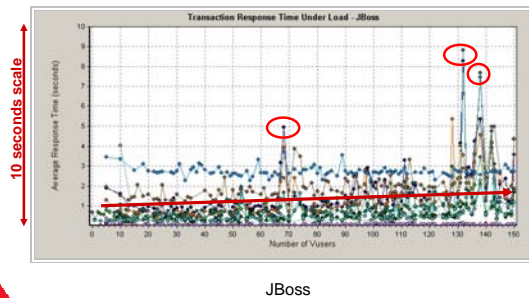 Transaction Response Time Under Load - JBoss
10 seconds scale
Average Response Time (seconds)
10
9
8
7
6
5
4
3
2
1
0 10 20 30 40 50 60 70 80 90 100 110 120 130 140 150
Number of Vusers
JBoss